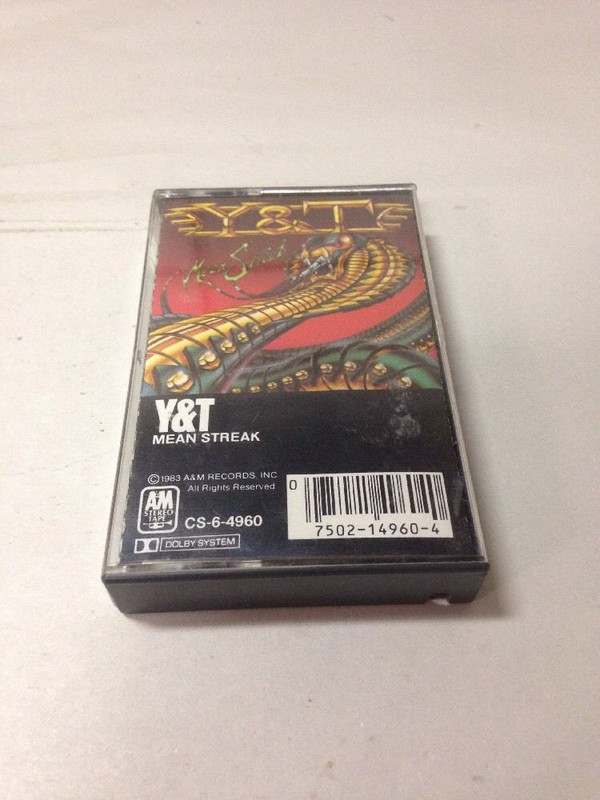 Y&T
Mean Streak
Y&T
MEAN STREAK
©1983 A&M RECORDS, INC.
All Rights Reserved
A&M
STEREO
TAPE
CS-6-4960
DOLBY SYSTEM
0
7502-14960-4